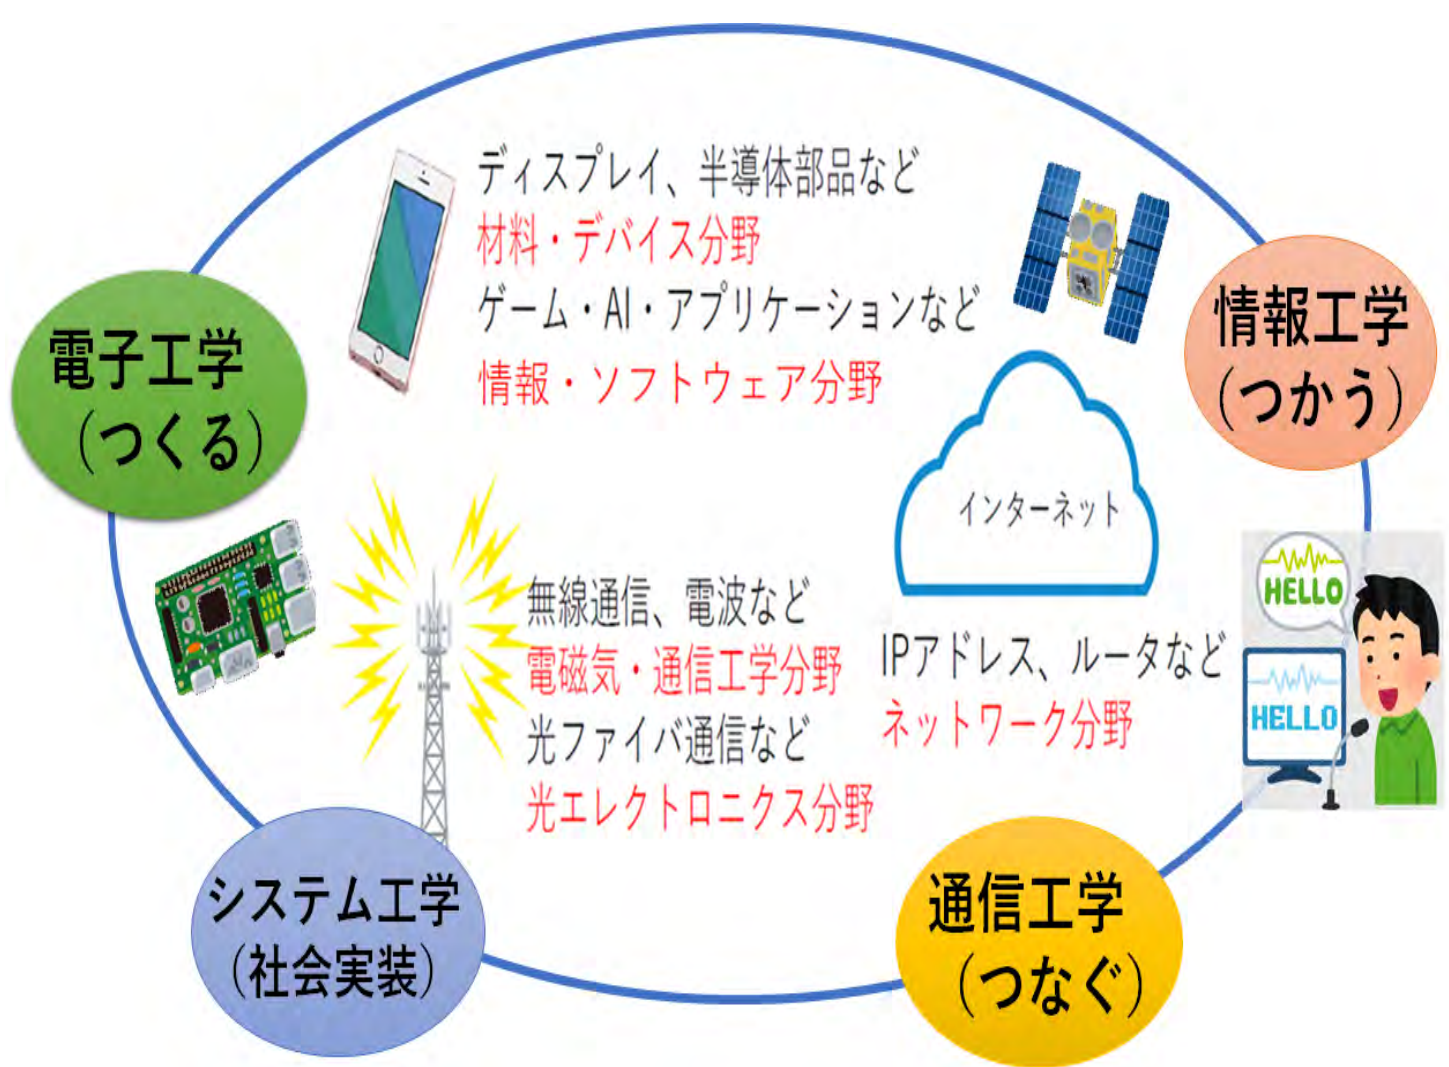 ディスプレイ、半導体部品など
材料・デバイス分野
ゲーム・AI・アプリケーションなど
情報・ソフトウェア分野
電子工学
（つくる）
情報工学
（つかう）
インターネット
HELLO
無線通信、電波など
電磁気・通信工学分野
光ファイバ通信など
光エレクトロニクス分野
IPアドレス、ルータなど
ネットワーク分野
HELLO
システム工学
（社会実装）
通信工学
（つなぐ）